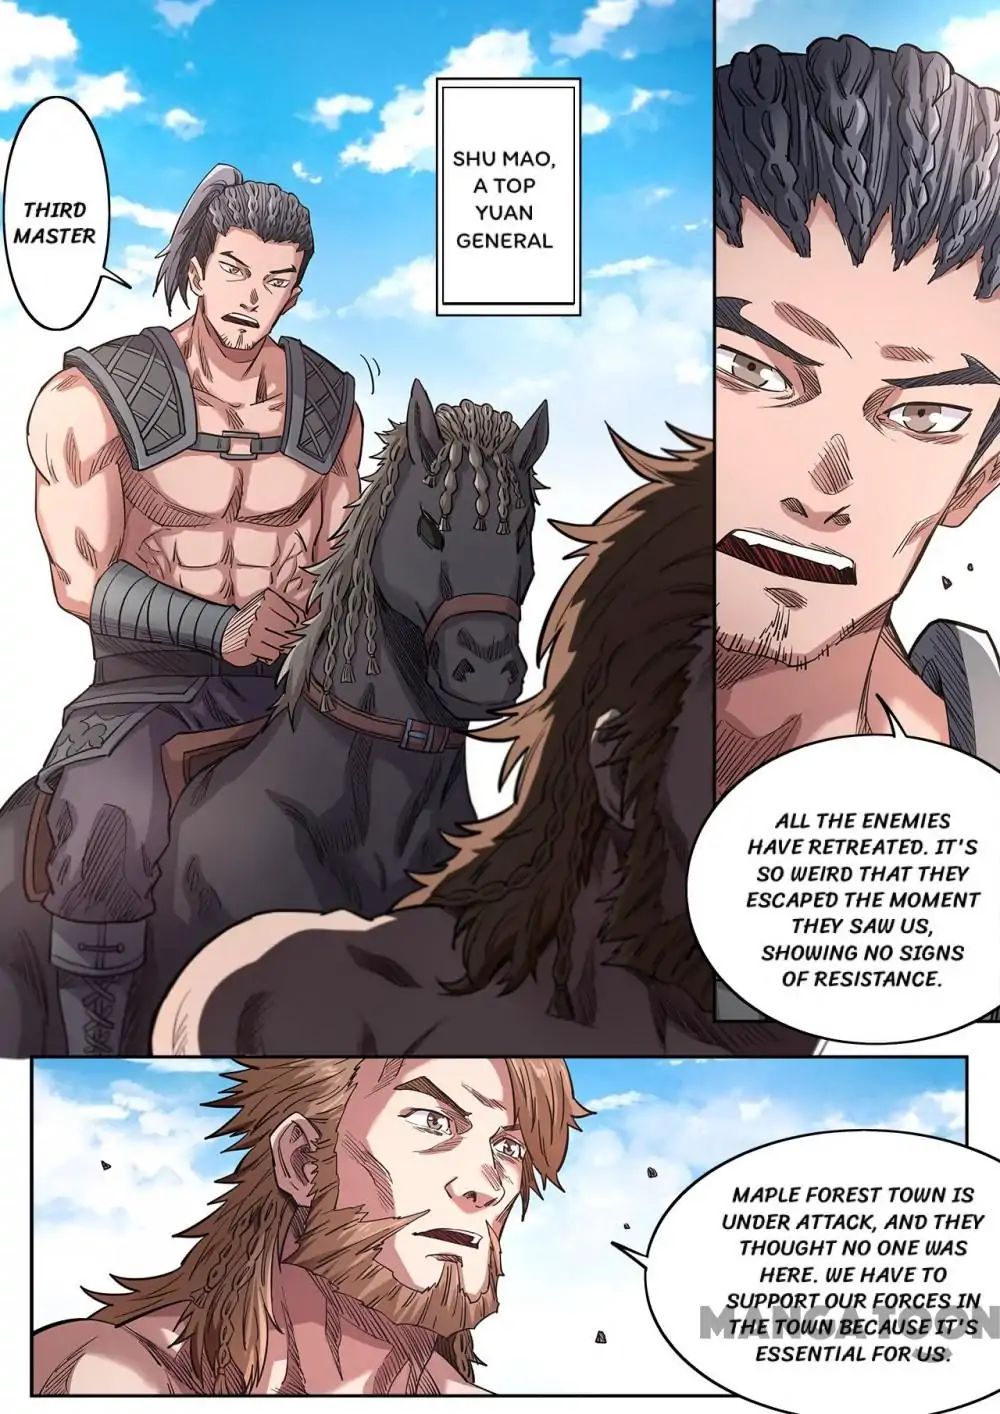 THIRD
MASTER
SHU MAO,
A TOP
YUAN
GENERAL
ALL THE ENEMIES
HAVE RETREATED. IT'S
SO WEIRD THAT THEY
ESCAPED THE MOMENT
THEY SAW US,
SHOWING NO SIGNS
OF RESISTANCE.
MAPLE FOREST TOWN IS
UNDER ATTACK, AND THEY
THOUGHT NO ONE WAS
HERE. WE HAVE TO
SUPPORT OUR FORCES IN
THE TOWN BECAUSE IT'S
ESSENTIAL FOR US.
MANGATOON